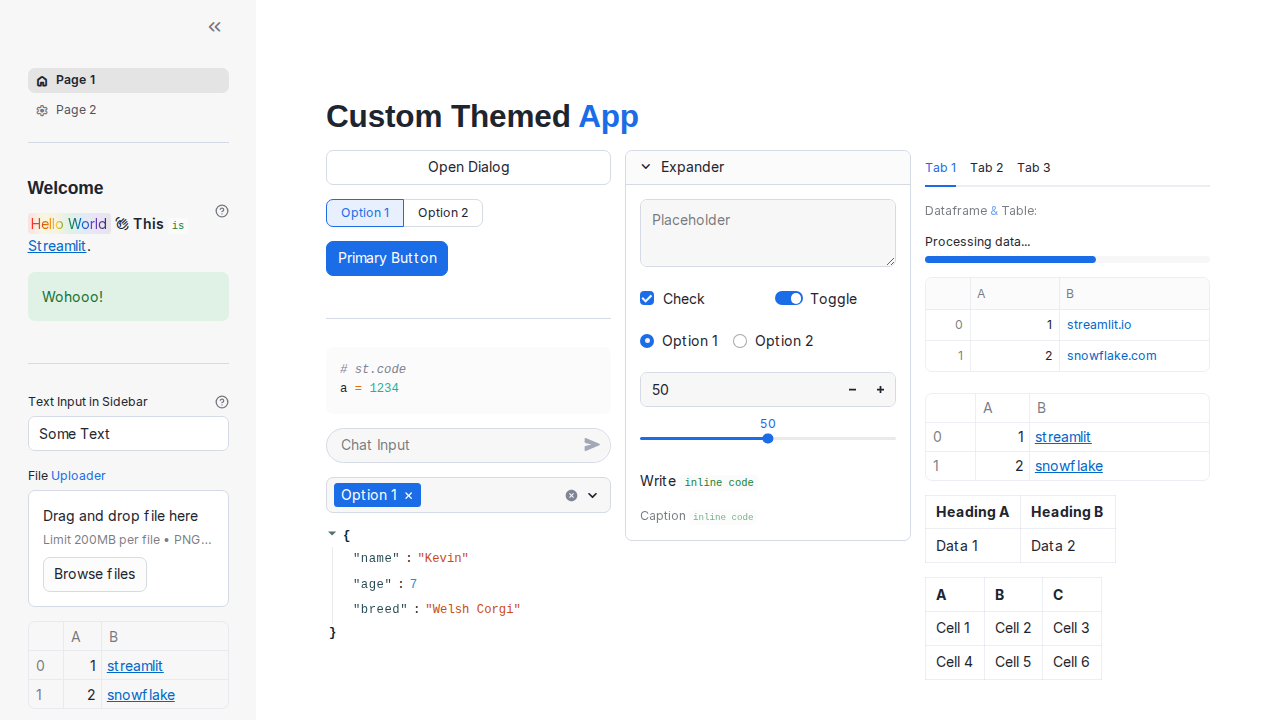 Page 1
Page 2
Welcome
Hello World 👋 This is
Streamlit.
Wohooo!
Text Input in Sidebar
Some Text
File Uploader
Drag and drop file here
Limit 200MB per file • PNG...
Browse files
A B
0 1 streamlit
1 2 snowflake
Custom Themed App
Open Dialog
Option 1 Option 2
Primary Button
# st.code
a = 1234
Chat Input
Option 1
{
"name" : "Kevin"
"age" : 7
"breed" : "Welsh Corgi"
}
Expander
Placeholder
Check Toggle
Option 1 Option 2
50
50
Write inline code
Caption inline code
Tab 1 Tab 2 Tab 3
Dataframe & Table:
Processing data...
A B
0 1 streamlit.io
1 2 snowflake.com
A B
0 1 streamlit
1 2 snowflake
Heading A Heading B
Data 1 Data 2
A B C
Cell 1 Cell 2 Cell 3
Cell 4 Cell 5 Cell 6